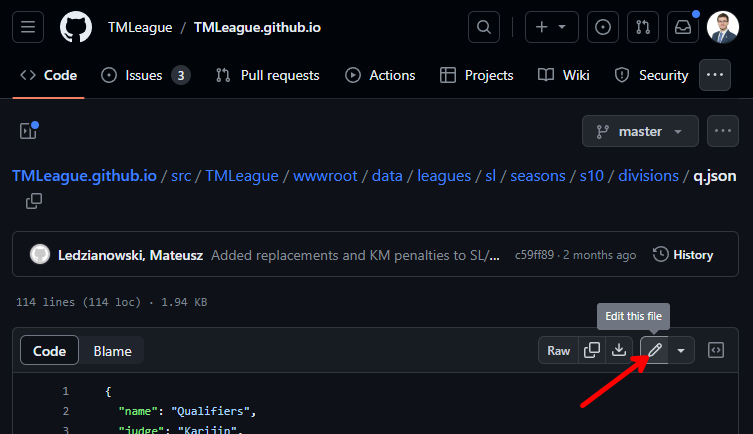 TMLeague / TMLeague.github.io
Code Issues 3 Pull requests Actions Projects Wiki Security
master
TMLeague.github.io / src / TMLeague / wwwroot / data / leagues / sl / seasons / s10 / divisions / q.json
Ledzianowski, Mateusz Added replacements and KM penalties to SL/... c59ff89 · 2 months ago History
114 lines (114 loc) · 1.94 KB
Edit this file
Code Blame Raw
1 {
2 "name": "Qualifiers",
3 "judge": "Karijin",